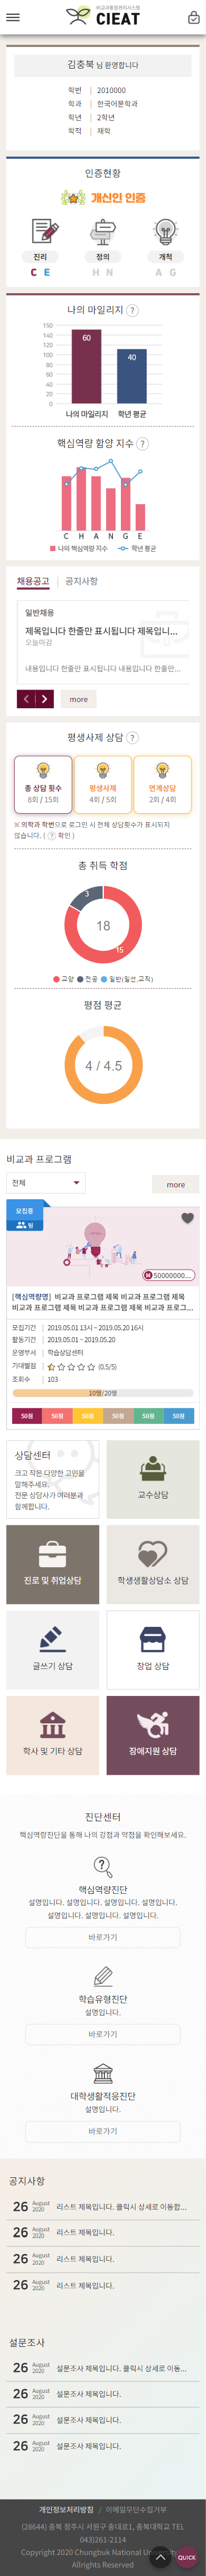 비교과통합관리시스템
CIEAT
김충북 님 환영합니다
학번 | 2010000
학과 | 한국어문학과
학년 | 2학년
학적 | 재학
인증현황
개신인 인증
진리 정의 개척
C E H N A G
나의 마일리지 ?
150
140
120
100
80
60
40
20
0
60
40
나의 마일리지 학년 평균
핵심역량 함양 지수 ?
C H A N G E
나의 핵심역량 지수 학년 평균
채용공고 | 공지사항
일반채용
제목입니다 한줄만 표시됩니다 제목입니...
오늘마감
내용입니다 한줄만 표시됩니다 내용입니다 한줄만...
more
평생사제 상담 ?
총 상담 횟수 평생사제 연계상담
8회 / 15회 4회 / 5회 2회 / 4회
※ 의학과 학번으로 로그인 시 전체 상담횟수가 표시되지
않습니다. ( ? 확인 )
총 취득 학점
3
18
15
교양 전공 일반(일선,교직)
평점 평균
4 / 4.5
비교과 프로그램
전체 more
모집중
팀
M 50000000...
[핵심역량명] 비교과 프로그램 제목 비교과 프로그램 제목
비교과 프로그램 제목 비교과 프로그램 제목 비교과 프로그...
모집기간 | 2019.05.01 13시 ~ 2019.05.20 16시
활동기간 | 2019.05.01 ~ 2019.05.20
운영부서 | 학습상담센터
기대별점 | (0.5/5)
조회수 | 103
10명/20명
50점 50점 50점 50점 50점 50점
상담센터
크고 작은 다양한 고민을
말해주세요.
전문 상담사가 여러분과
함께합니다.
교수상담
진로 및 취업상담
학생생활상담소 상담
글쓰기 상담
창업 상담
학사 및 기타 상담
장애지원 상담
진단센터
핵심역량진단을 통해 나의 강점과 약점을 확인해보세요.
핵심역량진단
설명입니다. 설명입니다. 설명입니다. 설명입니다.
설명입니다. 설명입니다. 설명입니다.
바로가기
학습유형진단
설명입니다.
바로가기
대학생활적응진단
설명입니다.
바로가기
공지사항
26 August 2020 리스트 제목입니다. 클릭시 상세로 이동합...
26 August 2020 리스트 제목입니다.
26 August 2020 리스트 제목입니다.
26 August 2020 리스트 제목입니다.
설문조사
26 August 2020 설문조사 제목입니다. 클릭시 상세로 이동...
26 August 2020 설문조사 제목입니다.
26 August 2020 설문조사 제목입니다.
26 August 2020 설문조사 제목입니다.
개인정보처리방침 / 이메일무단수집거부
(28644) 충북 청주시 서원구 충대로1, 충북대학교 TEL
043)261-2114
Copyright 2020 Chungbuk National University
Allrights Reserved
QUICK